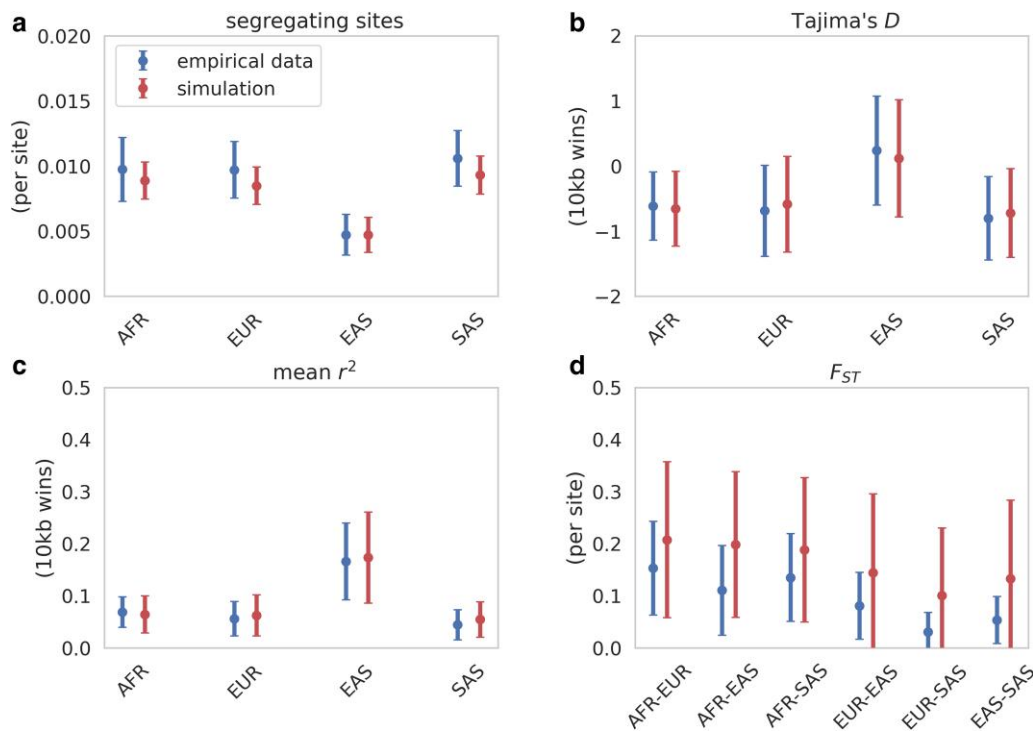 a
segregating sites
0.020
0.015
0.010
0.005
0.000
(per site)
empirical data
simulation
AFR
EUR
EAS
SAS
b
Tajima's D
2
1
0
−1
−2
(10kb wins)
AFR
EUR
EAS
SAS
c
mean r²
0.5
0.4
0.3
0.2
0.1
0.0
(10kb wins)
AFR
EUR
EAS
SAS
d
F_ST
0.5
0.4
0.3
0.2
0.1
0.0
(per site)
AFR-EUR
AFR-EAS
AFR-SAS
EUR-EAS
EUR-SAS
EAS-SAS